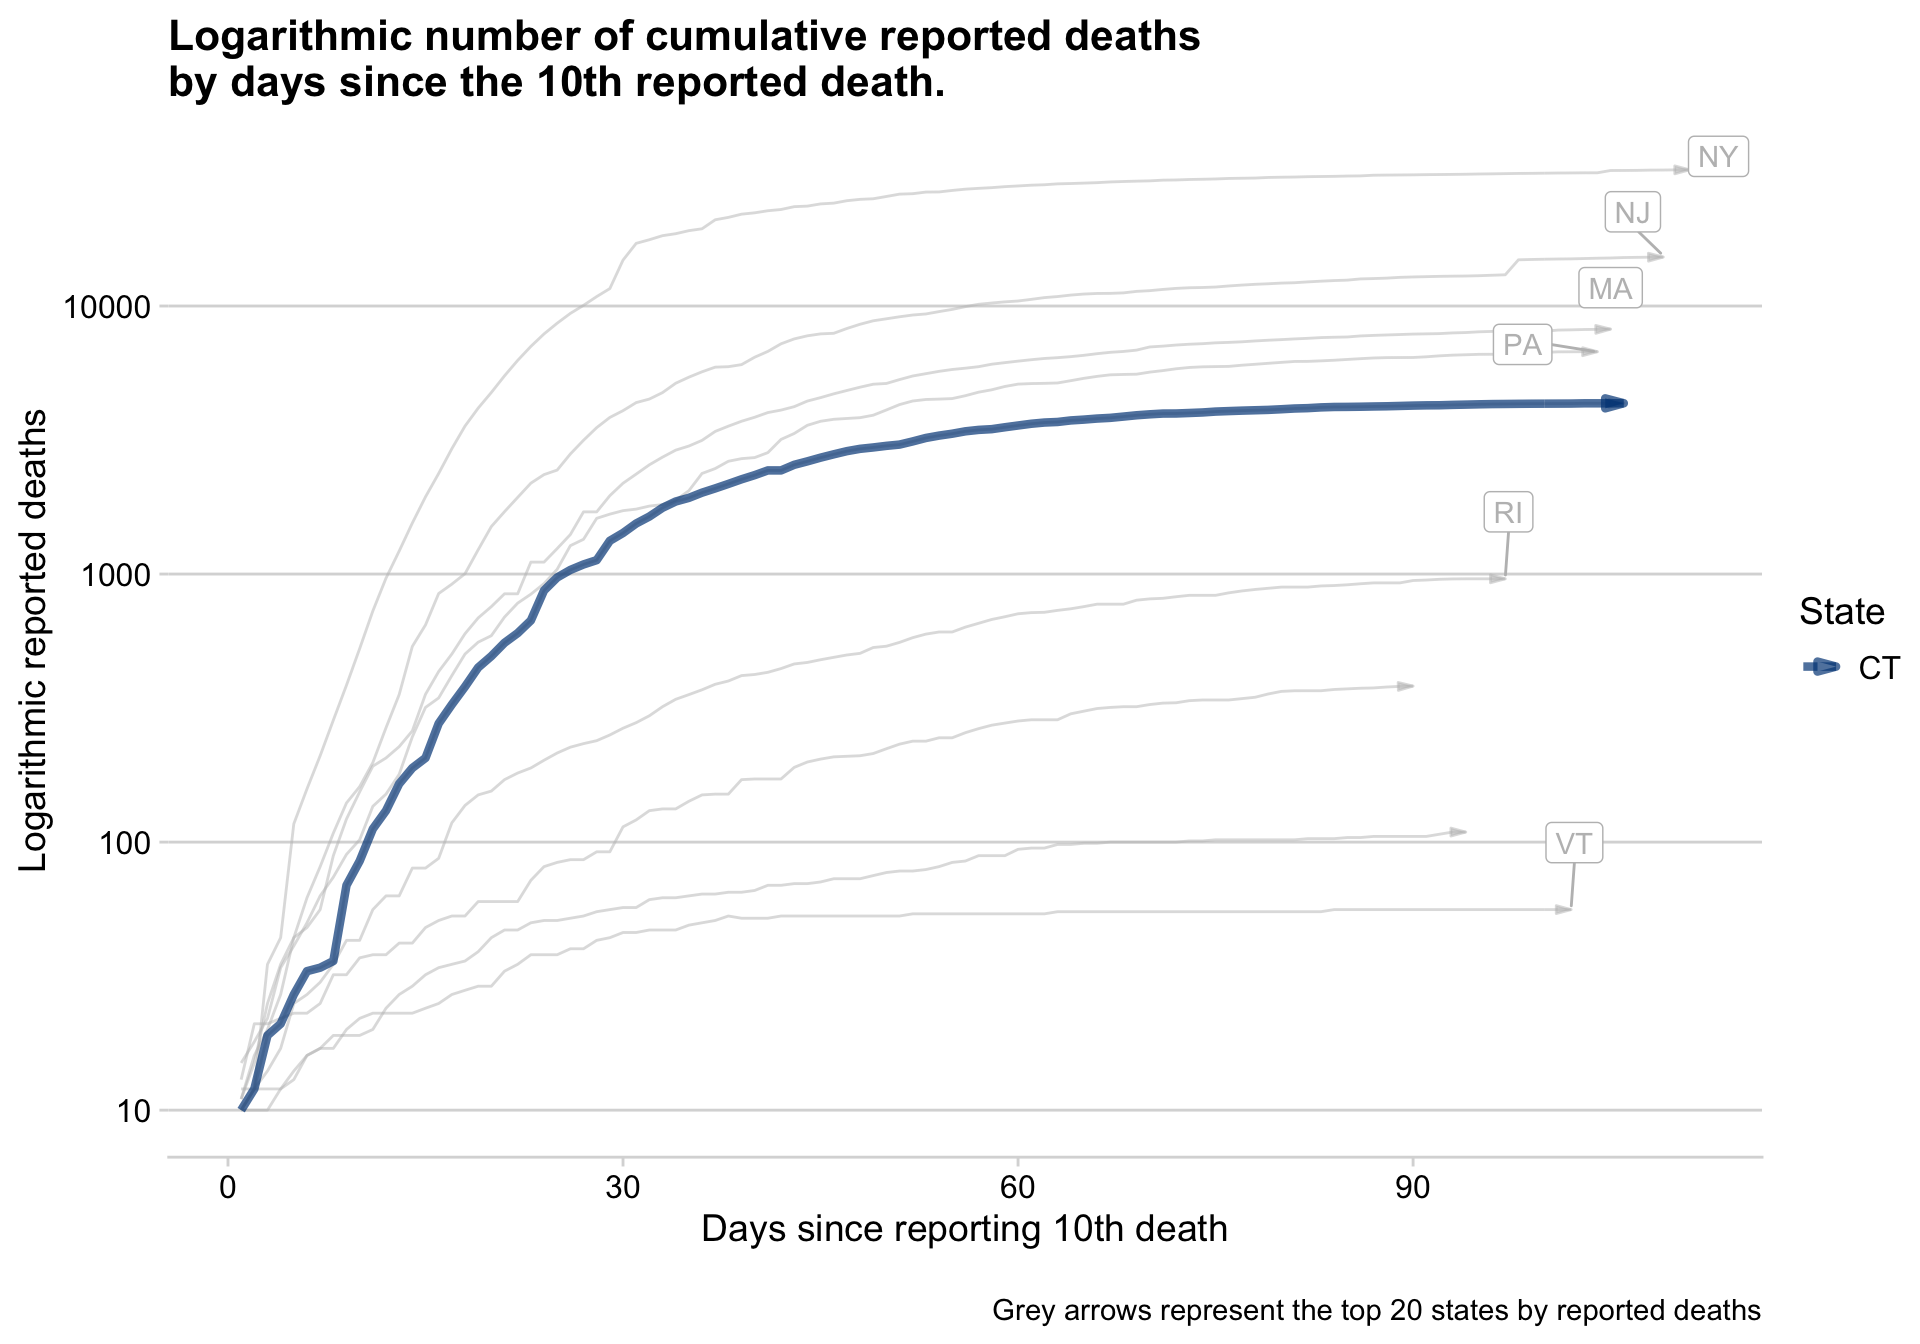 Logarithmic number of cumulative reported deaths
by days since the 10th reported death.
NY
NJ
MA
PA
RI
VT
10000
1000
100
10
Logarithmic reported deaths
0 30 60 90
Days since reporting 10th death
State
CT
Grey arrows represent the top 20 states by reported deaths